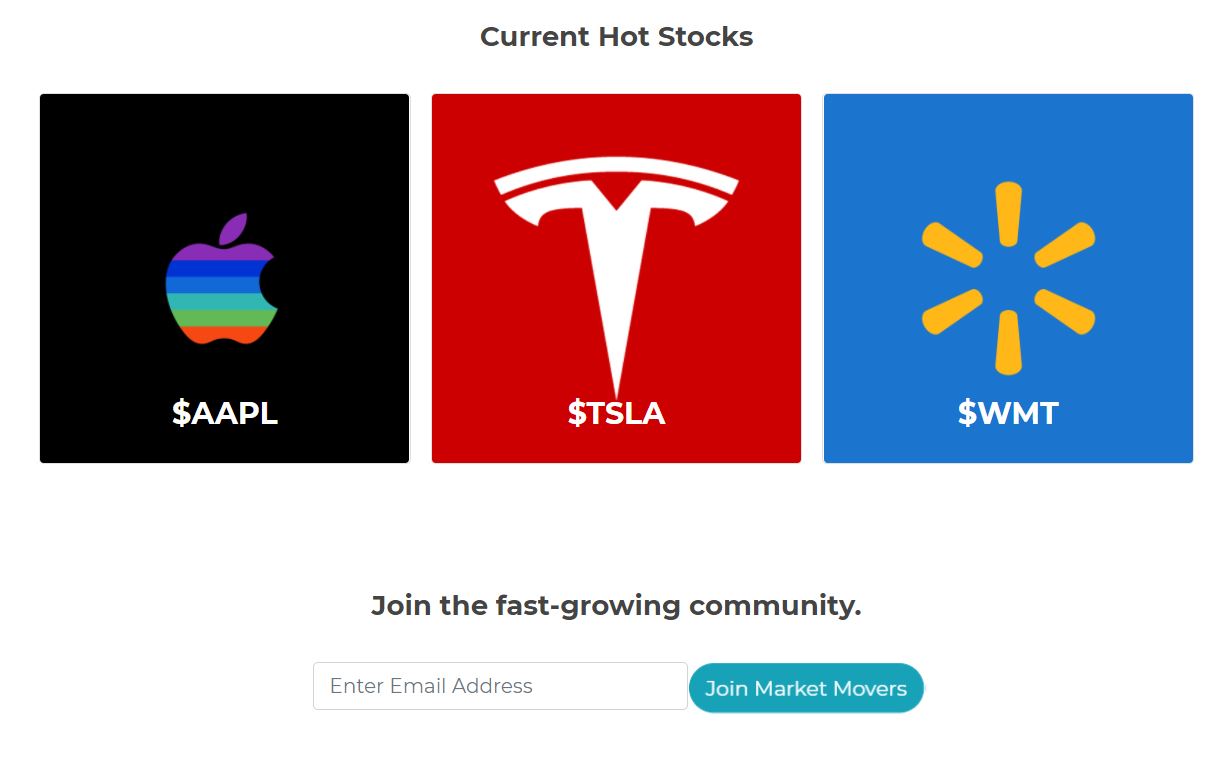 Current Hot Stocks
$AAPL
$TSLA
$WMT
Join the fast-growing community.
Enter Email Address
Join Market Movers